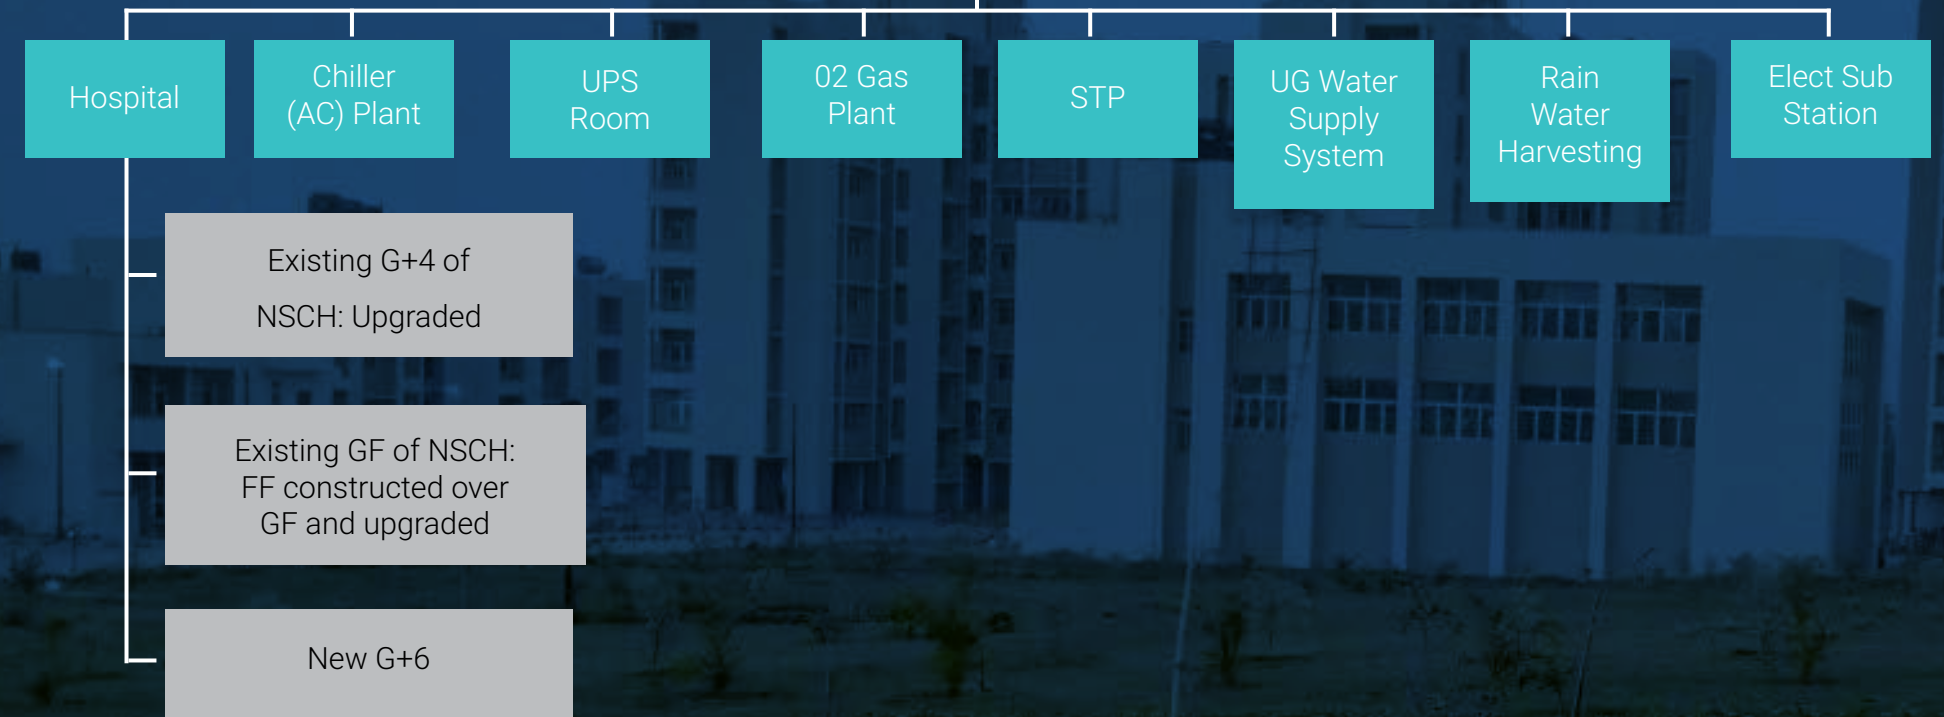 Hospital
Chiller
(AC) Plant
UPS
Room
02 Gas
Plant
STP
UG Water
Supply
System
Rain
Water
Harvesting
Elect Sub
Station
Existing G+4 of
NSCH: Upgraded
Existing GF of NSCH:
FF constructed over
GF and upgraded
New G+6